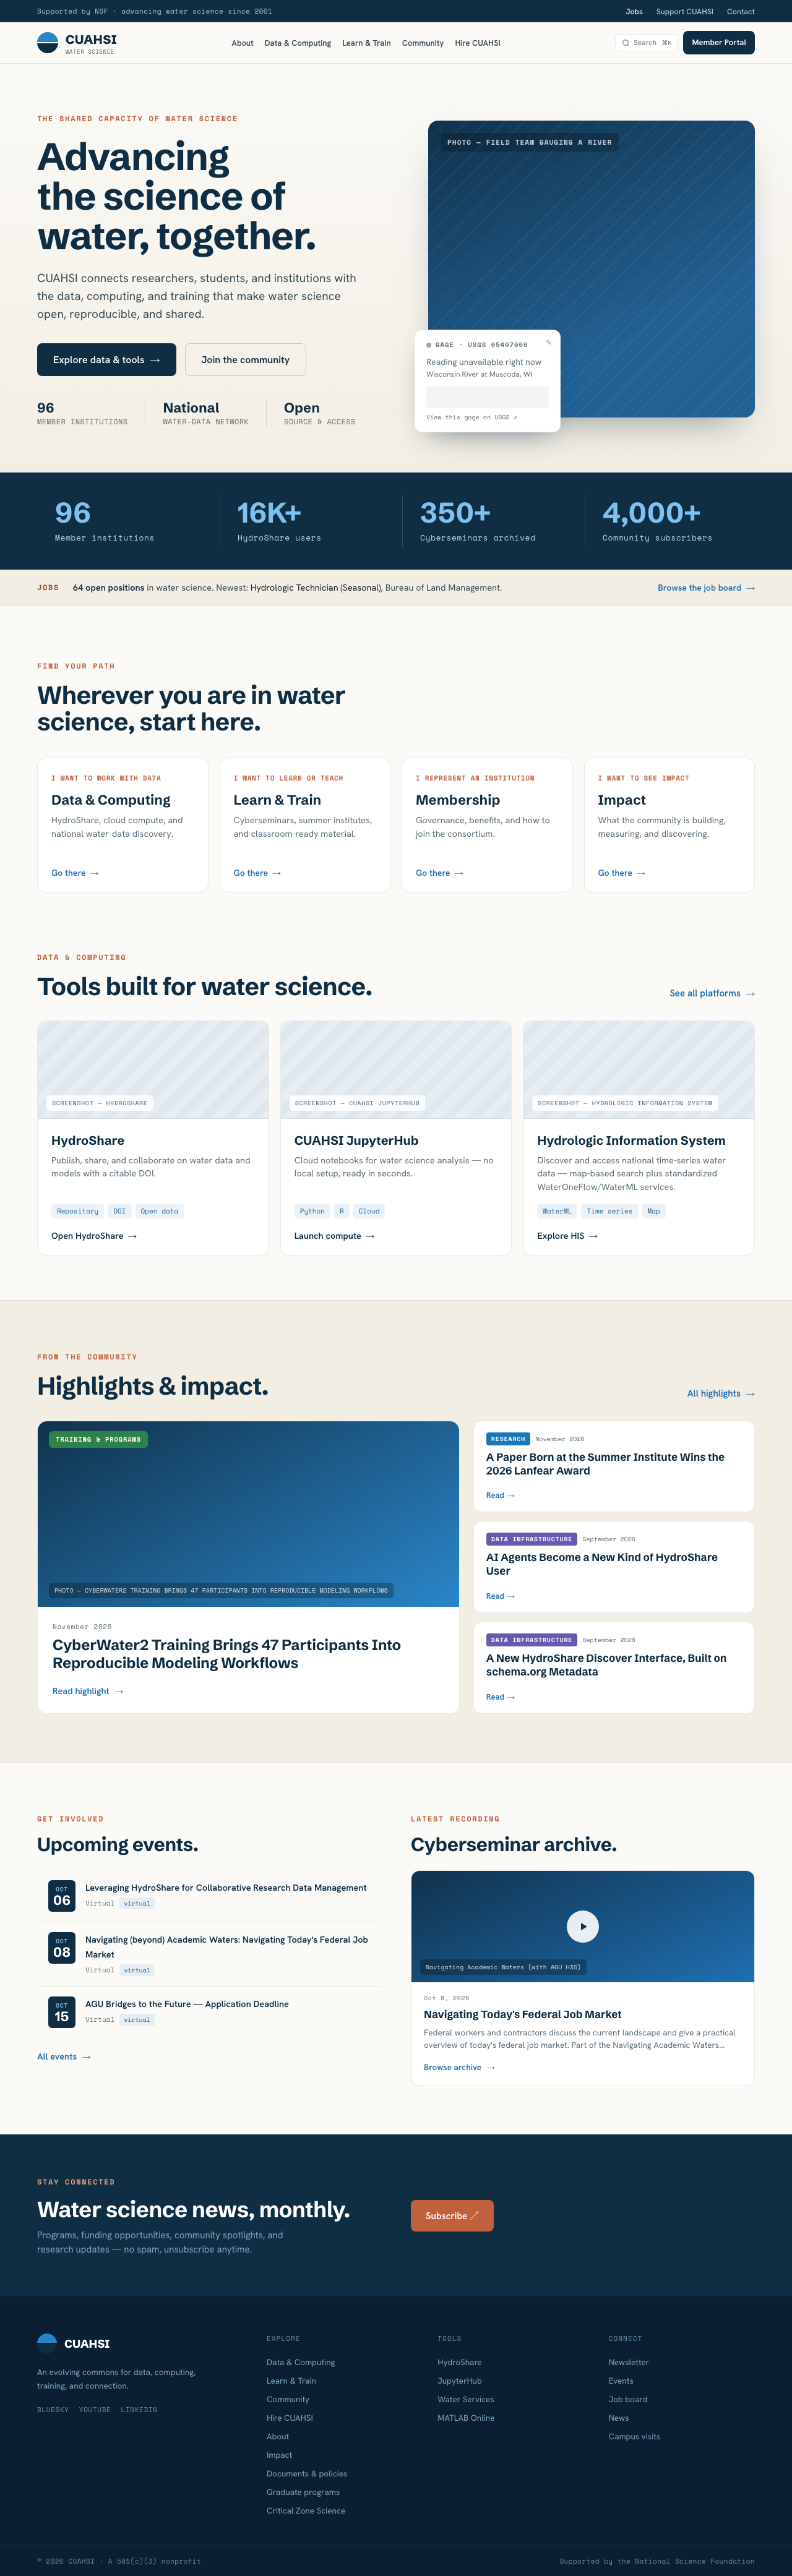 Supported by NSF · advancing water science since 2001
Jobs
Support CUAHSI
Contact
CUAHSI
WATER SCIENCE
About
Data & Computing
Learn & Train
Community
Hire CUAHSI
Search ⌘K
Member Portal
THE SHARED CAPACITY OF WATER SCIENCE
Advancing
the science of
water, together.
CUAHSI connects researchers, students, and institutions with
the data, computing, and training that make water science
open, reproducible, and shared.
Explore data & tools →
Join the community
96
MEMBER INSTITUTIONS
National
WATER-DATA NETWORK
Open
SOURCE & ACCESS
PHOTO — FIELD TEAM GAUGING A RIVER
GAGE · USGS 05407000
Reading unavailable right now
Wisconsin River at Muscoda, WI
View this gage on USGS ↗
96
Member institutions
16K+
HydroShare users
350+
Cyberseminars archived
4,000+
Community subscribers
JOBS
64 open positions in water science. Newest: Hydrologic Technician (Seasonal), Bureau of Land Management.
Browse the job board →
FIND YOUR PATH
Wherever you are in water
science, start here.
I WANT TO WORK WITH DATA
Data & Computing
HydroShare, cloud compute, and
national water-data discovery.
Go there →
I WANT TO LEARN OR TEACH
Learn & Train
Cyberseminars, summer institutes,
and classroom-ready material.
Go there →
I REPRESENT AN INSTITUTION
Membership
Governance, benefits, and how to
join the consortium.
Go there →
I WANT TO SEE IMPACT
Impact
What the community is building,
measuring, and discovering.
Go there →
DATA & COMPUTING
Tools built for water science.
See all platforms →
SCREENSHOT — HYDROSHARE
HydroShare
Publish, share, and collaborate on water data and
models with a citable DOI.
Repository
DOI
Open data
Open HydroShare →
SCREENSHOT — CUAHSI JUPYTERHUB
CUAHSI JupyterHub
Cloud notebooks for water science analysis — no
local setup, ready in seconds.
Python
R
Cloud
Launch compute →
SCREENSHOT — HYDROLOGIC INFORMATION SYSTEM
Hydrologic Information System
Discover and access national time-series water
data — map-based search plus standardized
WaterOneFlow/WaterML services.
WaterML
Time series
Map
Explore HIS →
FROM THE COMMUNITY
Highlights & impact.
All highlights →
TRAINING & PROGRAMS
PHOTO — CYBERWATER2 TRAINING BRINGS 47 PARTICIPANTS INTO REPRODUCIBLE MODELING WORKFLOWS
November 2026
CyberWater2 Training Brings 47 Participants Into
Reproducible Modeling Workflows
Read highlight →
RESEARCH
November 2026
A Paper Born at the Summer Institute Wins the
2026 Lanfear Award
Read →
DATA INFRASTRUCTURE
September 2026
AI Agents Become a New Kind of HydroShare
User
Read →
DATA INFRASTRUCTURE
September 2026
A New HydroShare Discover Interface, Built on
schema.org Metadata
Read →
GET INVOLVED
Upcoming events.
OCT
06
Leveraging HydroShare for Collaborative Research Data Management
Virtual
virtual
OCT
08
Navigating (beyond) Academic Waters: Navigating Today's Federal Job
Market
Virtual
virtual
OCT
15
AGU Bridges to the Future — Application Deadline
Virtual
virtual
All events →
LATEST RECORDING
Cyberseminar archive.
Navigating Academic Waters (with AGU H3S)
Oct 8, 2026
Navigating Today's Federal Job Market
Federal workers and contractors discuss the current landscape and give a practical
overview of today's federal job market. Part of the Navigating Academic Waters…
Browse archive →
STAY CONNECTED
Water science news, monthly.
Programs, funding opportunities, community spotlights, and
research updates — no spam, unsubscribe anytime.
Subscribe ↗
CUAHSI
An evolving commons for data, computing,
training, and connection.
BLUESKY
YOUTUBE
LINKEDIN
EXPLORE
Data & Computing
Learn & Train
Community
Hire CUAHSI
About
Impact
Documents & policies
Graduate programs
Critical Zone Science
TOOLS
HydroShare
JupyterHub
Water Services
MATLAB Online
CONNECT
Newsletter
Events
Job board
News
Campus visits
© 2026 CUAHSI · A 501(c)(3) nonprofit
Supported by the National Science Foundation